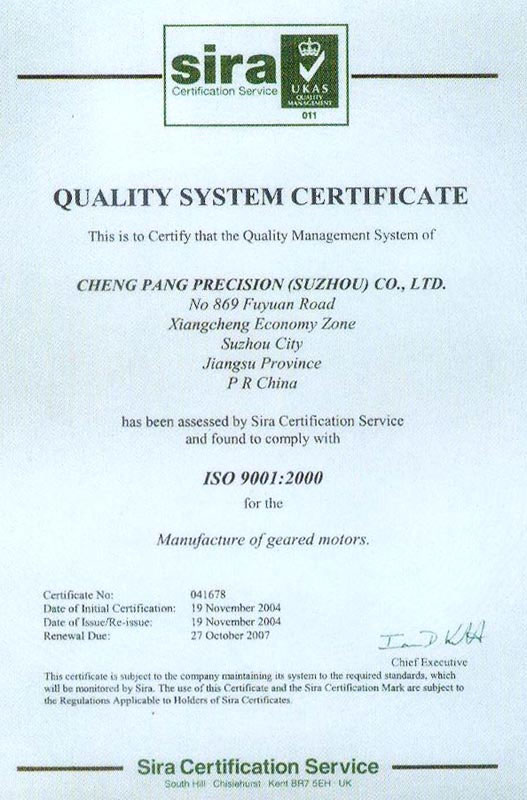 sira
Certification Service
UKAS
QUALITY
MANAGEMENT
011
QUALITY SYSTEM CERTIFICATE
This is to Certify that the Quality Management System of
CHENG PANG PRECISION (SUZHOU) CO., LTD.
No 869 Fuyuan Road
Xiangcheng Economy Zone
Suzhou City
Jiangsu Province
P R China
has been assessed by Sira Certification Service
and found to comply with
ISO 9001:2000
for the
Manufacture of geared motors.
Certificate No: 041678
Date of Initial Certification: 19 November 2004
Date of Issue/Re-issue: 19 November 2004
Renewal Due: 27 October 2007
Chief Executive
This certificate is subject to the company maintaining its system to the required standards, which
will be monitored by Sira. The use of this Certificate and the Sira Certification Mark are subject to
the Regulations Applicable to Holders of Sira Certificates.
Sira Certification Service
South Hill Chislehurst Kent BR7 5EH UK